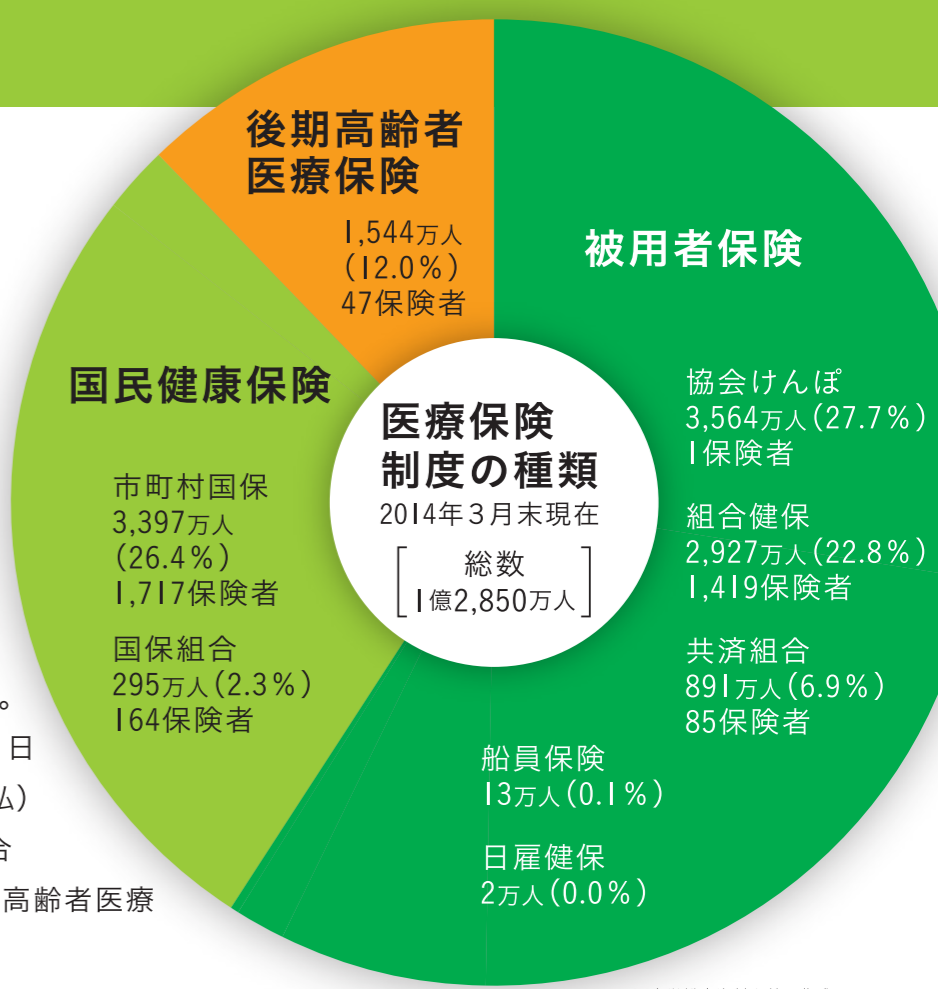 後期高齢者
医療保険
1,544万人
(12.0%)
47保険者
被用者保険
協会けんぽ
3,564万人(27.7%)
1保険者
組合健保
2,927万人(22.8%)
1,419保険者
共済組合
891万人(6.9%)
85保険者
船員保険
13万人(0.1%)
日雇健保
2万人(0.0%)
国民健康保険
市町村国保
3,397万人
(26.4%)
1,717保険者
国保組合
295万人(2.3%)
164保険者
医療保険
制度の種類
2014年3月末現在
総数
1億2,850万人
。
日
払)
合
高齢者医療